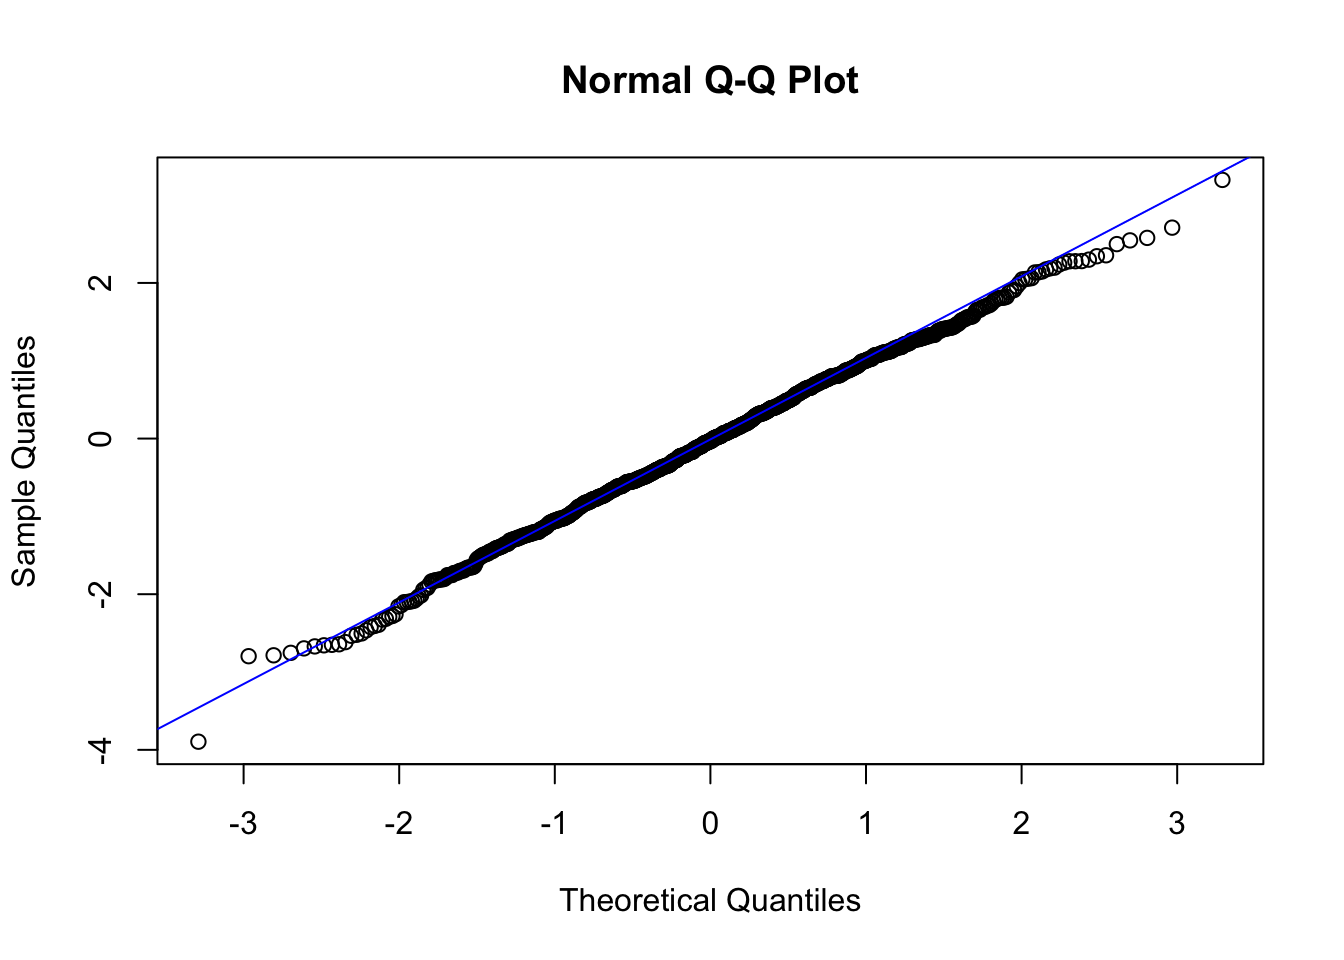 Normal Q-Q Plot
Sample Quantiles
2
0
-2
-4
-3 -2 -1 0 1 2 3
Theoretical Quantiles